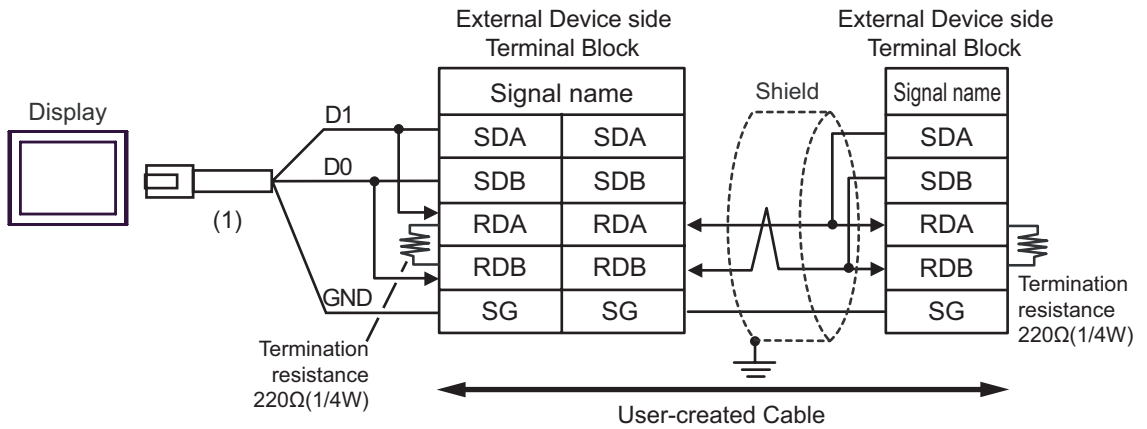 External Device side
Terminal Block
External Device side
Terminal Block
Display
D1
D0
GND
(1)
Signal name
SDA SDA
SDB SDB
RDA RDA
RDB RDB
SG SG
Shield
Signal name
SDA
SDB
RDA
RDB
SG
Termination
resistance
220Ω(1/4W)
Termination
resistance
220Ω(1/4W)
User-created Cable